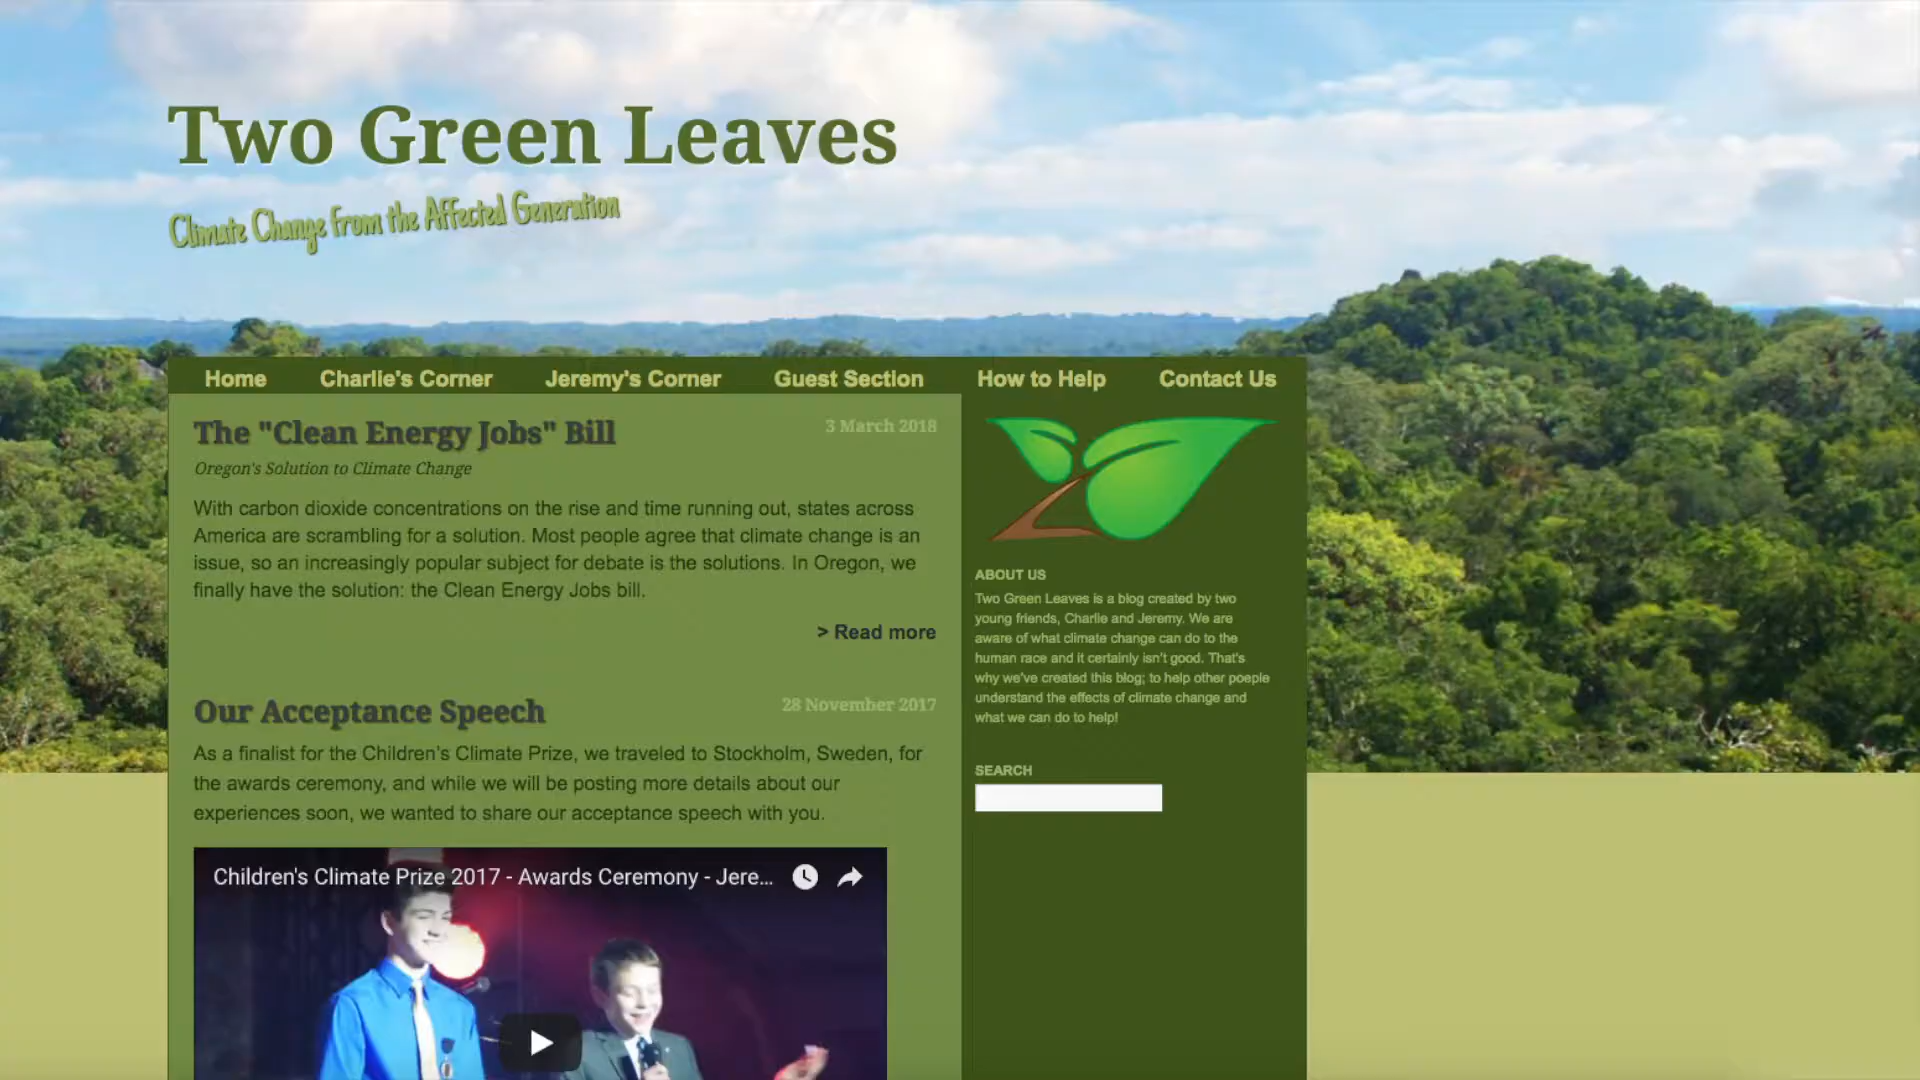 Two Green Leaves
Climate Change from the Affected Generation
Home Charlie's Corner Jeremy's Corner Guest Section How to Help Contact Us
The "Clean Energy Jobs" Bill
3 March 2018
Oregon's Solution to Climate Change
With carbon dioxide concentrations on the rise and time running out, states across
America are scrambling for a solution. Most people agree that climate change is an
issue, so an increasingly popular subject for debate is the solutions. In Oregon, we
finally have the solution: the Clean Energy Jobs bill.
> Read more
Our Acceptance Speech
28 November 2017
As a finalist for the Children's Climate Prize, we traveled to Stockholm, Sweden, for
the awards ceremony, and while we will be posting more details about our
experiences soon, we wanted to share our acceptance speech with you.
Children's Climate Prize 2017 - Awards Ceremony - Jere...
ABOUT US
Two Green Leaves is a blog created by two
young friends, Charlie and Jeremy. We are
aware of what climate change can do to the
human race and it certainly isn't good. That's
why we've created this blog; to help other poeple
understand the effects of climate change and
what we can do to help!
SEARCH